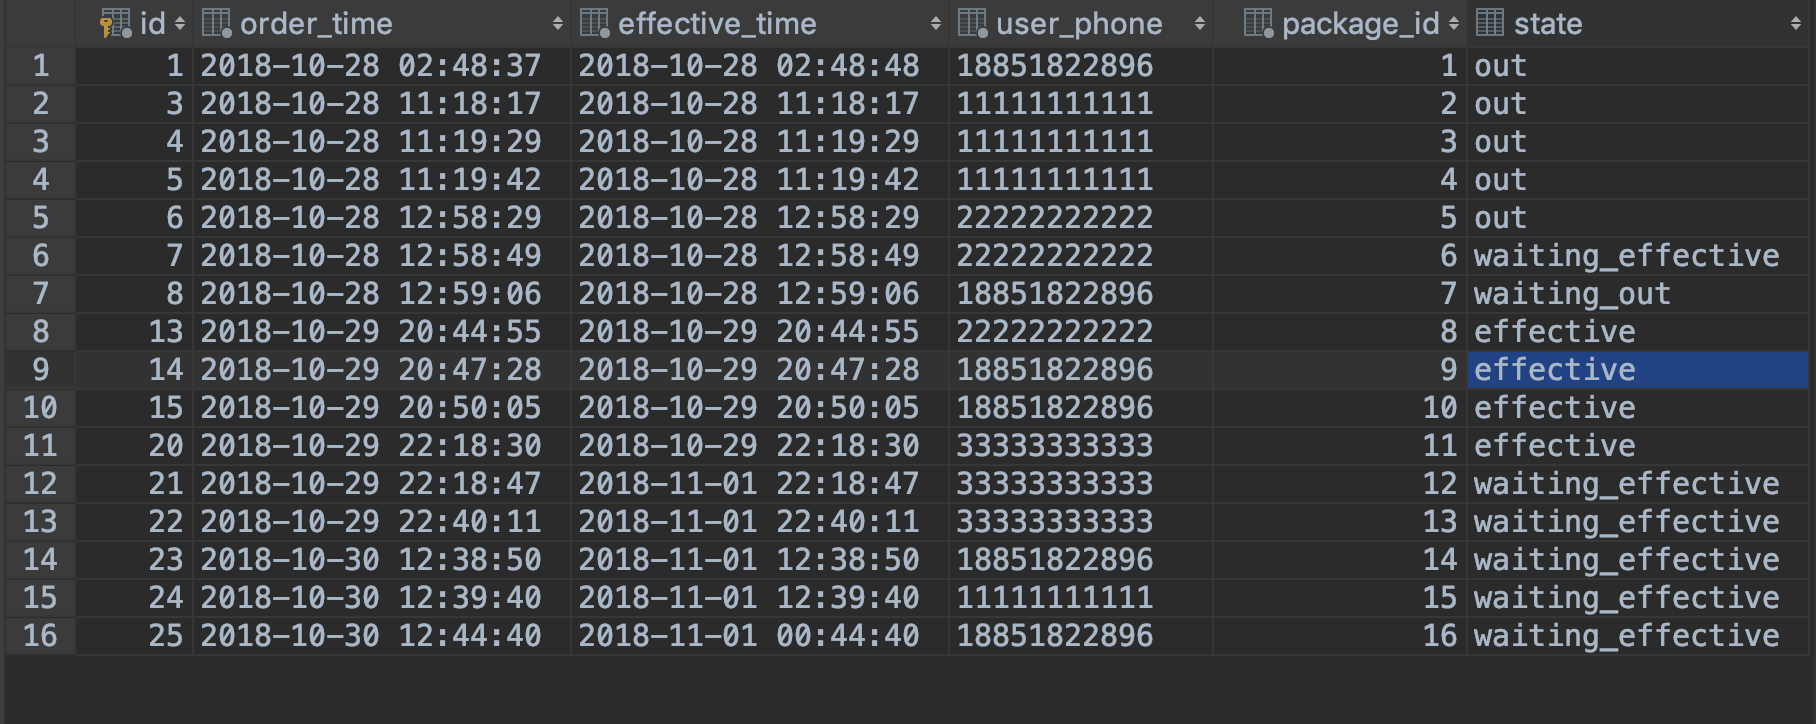 id order_time effective_time user_phone package_id state
1 1 2018-10-28 02:48:37 2018-10-28 02:48:48 18851822896 1 out
2 3 2018-10-28 11:18:17 2018-10-28 11:18:17 11111111111 2 out
3 4 2018-10-28 11:19:29 2018-10-28 11:19:29 11111111111 3 out
4 5 2018-10-28 11:19:42 2018-10-28 11:19:42 11111111111 4 out
5 6 2018-10-28 12:58:29 2018-10-28 12:58:29 22222222222 5 out
6 7 2018-10-28 12:58:49 2018-10-28 12:58:49 22222222222 6 waiting_effective
7 8 2018-10-28 12:59:06 2018-10-28 12:59:06 18851822896 7 waiting_out
8 13 2018-10-29 20:44:55 2018-10-29 20:44:55 22222222222 8 effective
9 14 2018-10-29 20:47:28 2018-10-29 20:47:28 18851822896 9 effective
10 15 2018-10-29 20:50:05 2018-10-29 20:50:05 18851822896 10 effective
11 20 2018-10-29 22:18:30 2018-10-29 22:18:30 33333333333 11 effective
12 21 2018-10-29 22:18:47 2018-11-01 22:18:47 33333333333 12 waiting_effective
13 22 2018-10-29 22:40:11 2018-11-01 22:40:11 33333333333 13 waiting_effective
14 23 2018-10-30 12:38:50 2018-11-01 12:38:50 18851822896 14 waiting_effective
15 24 2018-10-30 12:39:40 2018-11-01 12:39:40 11111111111 15 waiting_effective
16 25 2018-10-30 12:44:40 2018-11-01 00:44:40 18851822896 16 waiting_effective